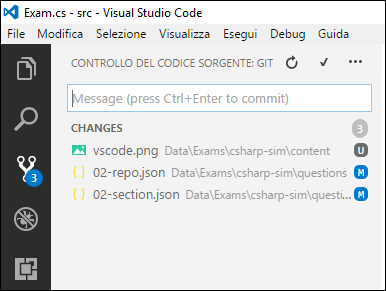 Exam.cs - src - Visual Studio Code
File Modifica Selezione Visualizza Esegui Debug Guida
CONTROLLO DEL CODICE SORGENTE: GIT
Message (press Ctrl+Enter to commit)
CHANGES 3
vscode.png Data\Exams\csharp-sim\content U
3
{ } 02-repo.json Data\Exams\csharp-sim\questions M
{ } 02-section.json Data\Exams\csharp-sim\questi... M